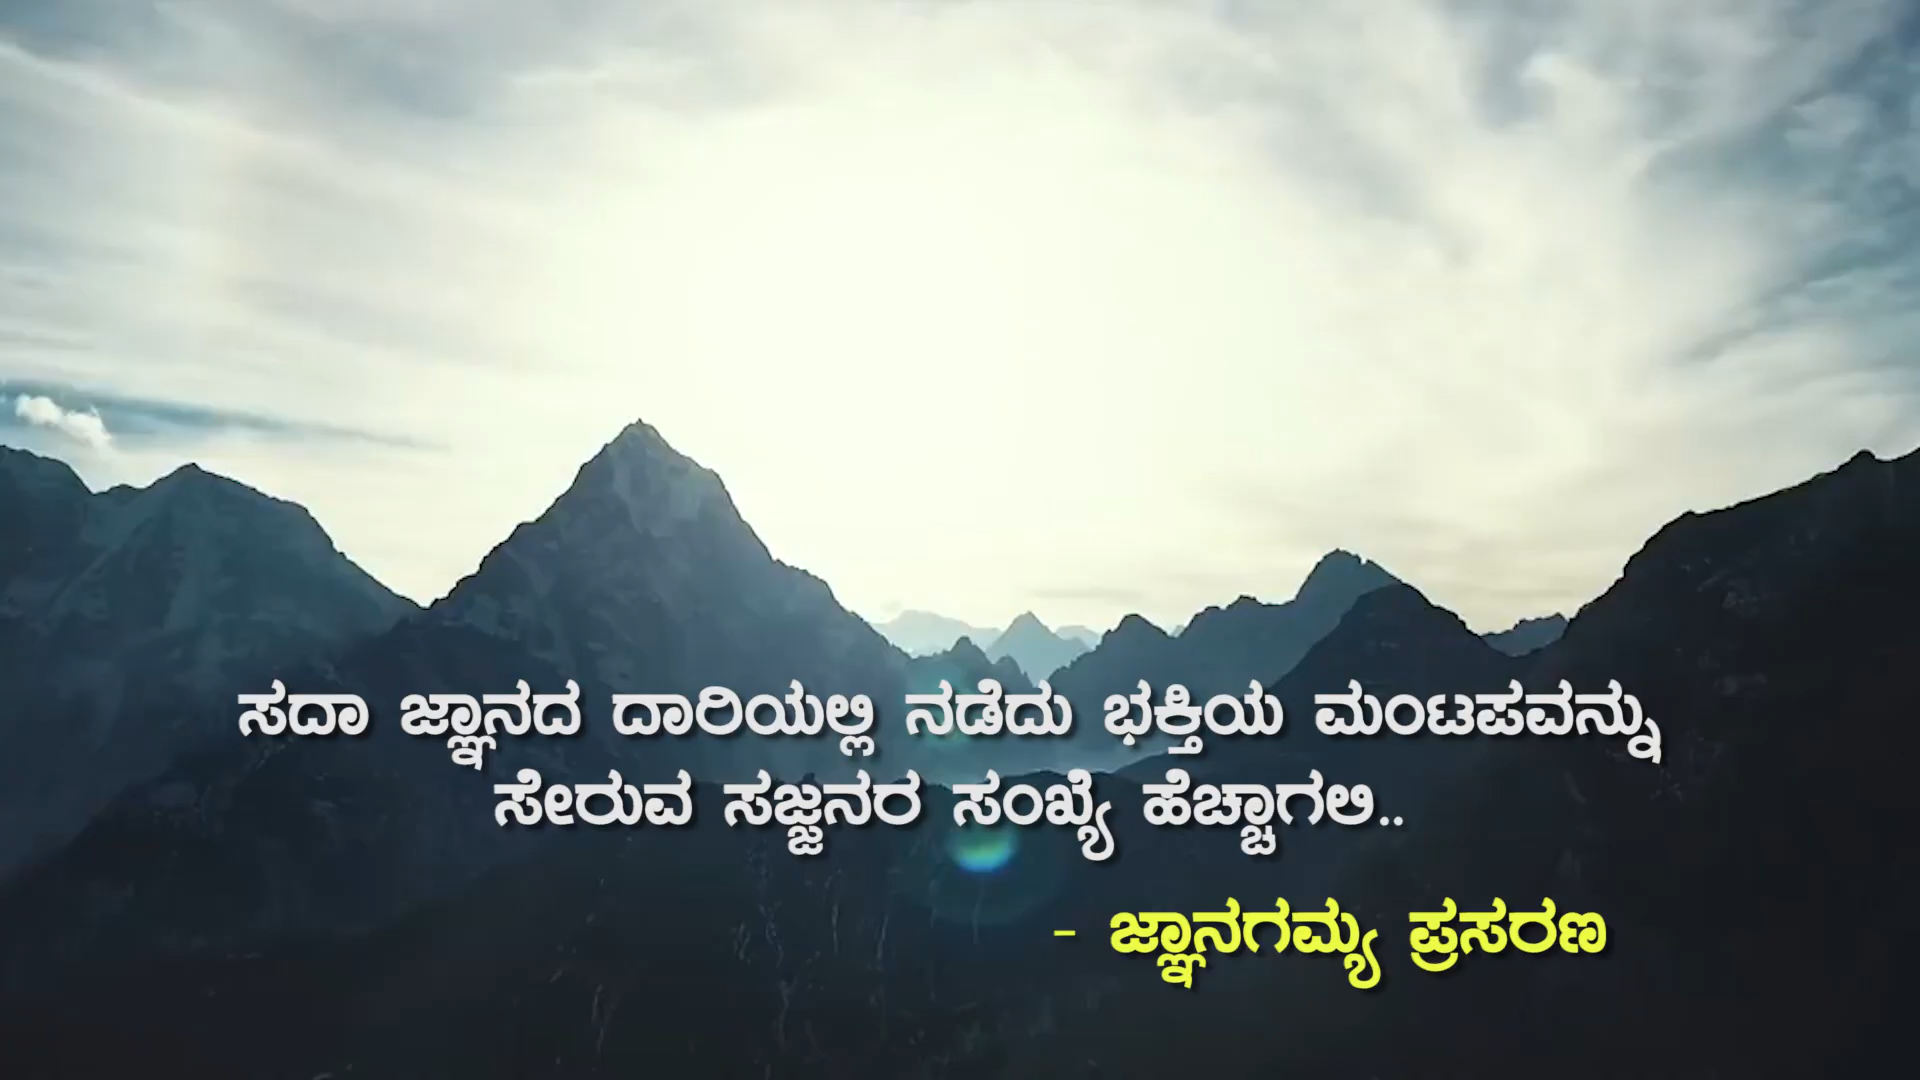 ಸದಾ ಜ್ಞಾನದ ದಾರಿಯಲ್ಲಿ ನಡೆದು ಭಕ್ತಿಯ ಮಂಟಪವನ್ನು
ಸೇರುವ ಸಜ್ಜನರ ಸಂಖ್ಯೆ ಹೆಚ್ಚಾಗಲಿ..
- ಜ್ಞಾನಗಮ್ಯ ಪ್ರಸರಣ